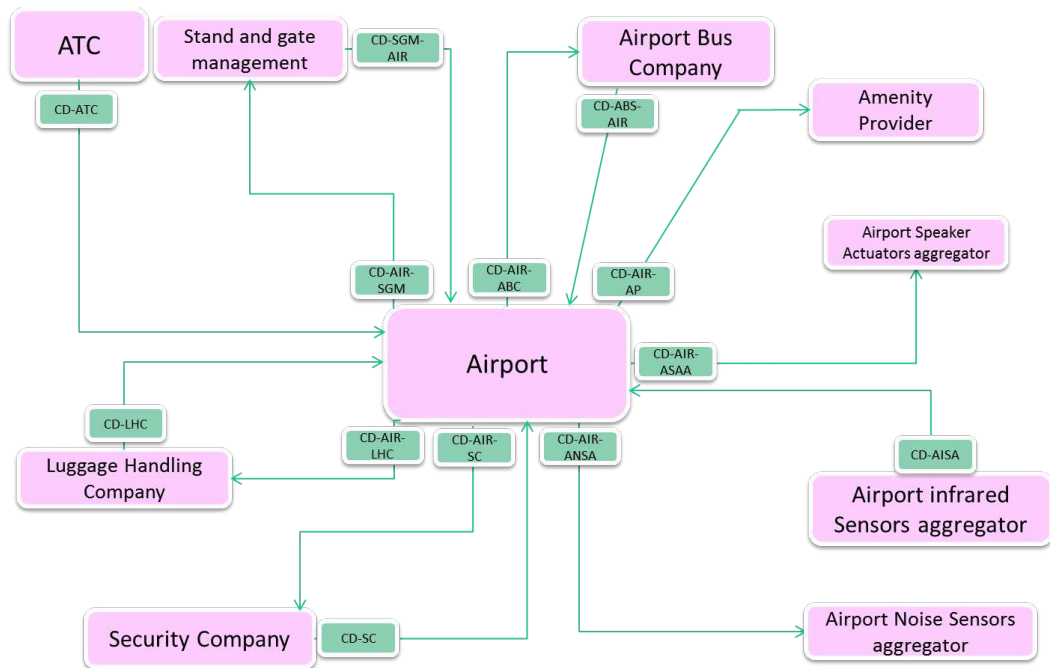 ATC
Stand and gate
management
CD-SGM-
AIR
Airport Bus
Company
Amenity
Provider
CD-ATC
CD-ABS-
AIR
Airport Speaker
Actuators aggregator
CD-AIR-
SGM
CD-AIR-
ABC
CD-AIR-
AP
Airport
CD-AIR-
ASAA
CD-LHC
CD-AIR-
LHC
CD-AIR-
SC
CD-AIR-
ANSA
CD-AISA
Luggage Handling
Company
Airport infrared
Sensors aggregator
Security Company
CD-SC
Airport Noise Sensors
aggregator